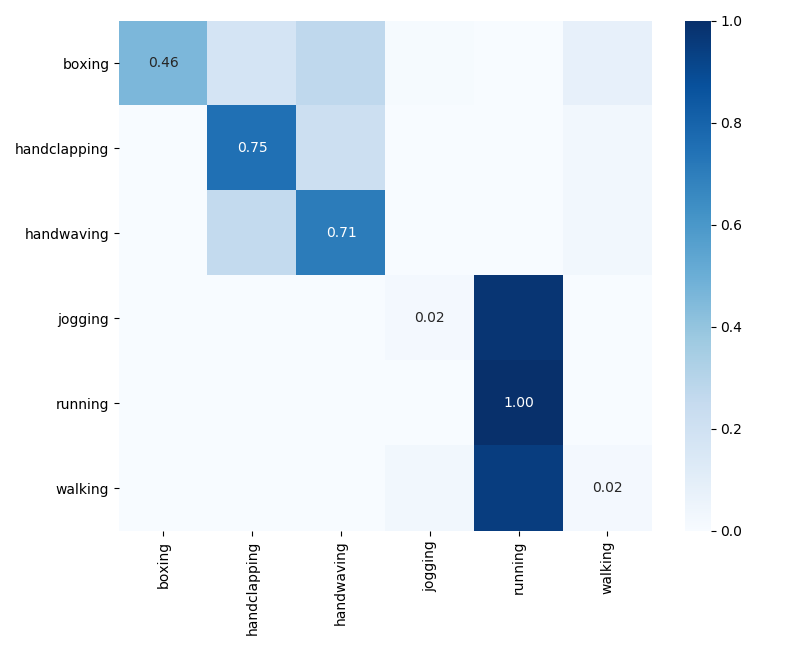 boxing
handclapping
handwaving
jogging
running
walking
0.46
0.75
0.71
0.02
1.00
0.02
boxing
handclapping
handwaving
jogging
running
walking
1.0
0.8
0.6
0.4
0.2
0.0